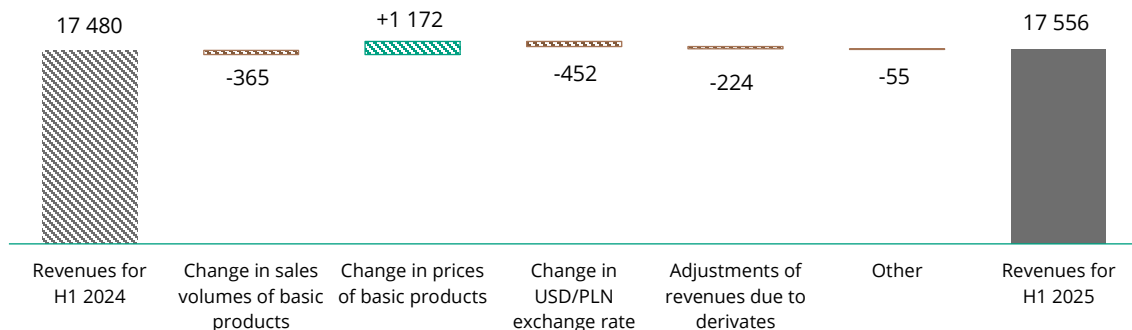 17 480
-365
+1 172
-452
-224
-55
17 556
Revenues for
H1 2024
Change in sales
volumes of basic
products
Change in prices
of basic products
Change in
USD/PLN
exchange rate
Adjustments of
revenues due to
derivates
Other
Revenues for
H1 2025